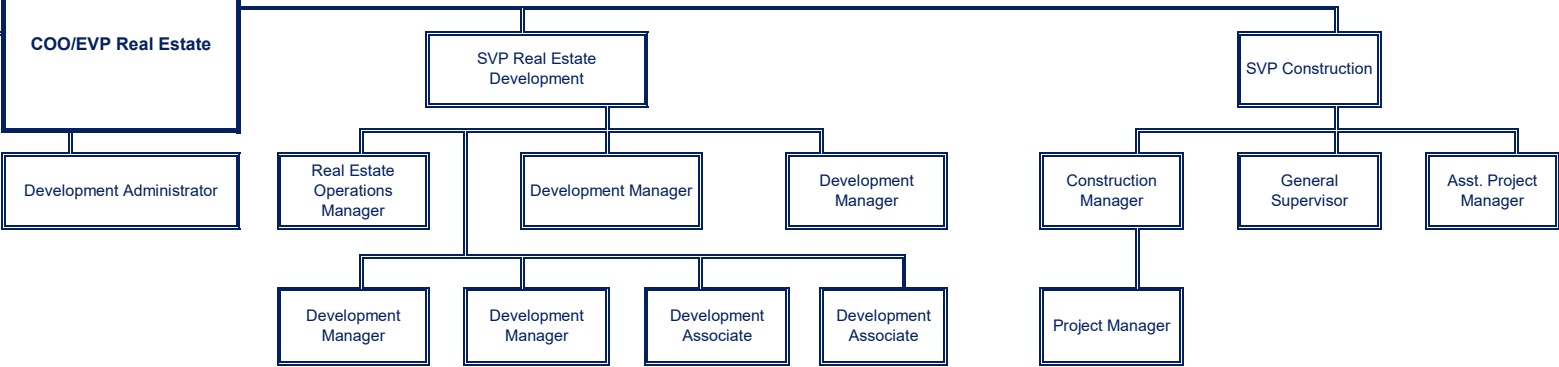 COO/EVP Real Estate
SVP Real Estate
Development
SVP Construction
Development Administrator
Real Estate
Operations
Manager
Development Manager
Development
Manager
Construction
Manager
General
Supervisor
Asst. Project
Manager
Development
Manager
Development
Manager
Development
Associate
Development
Associate
Project Manager